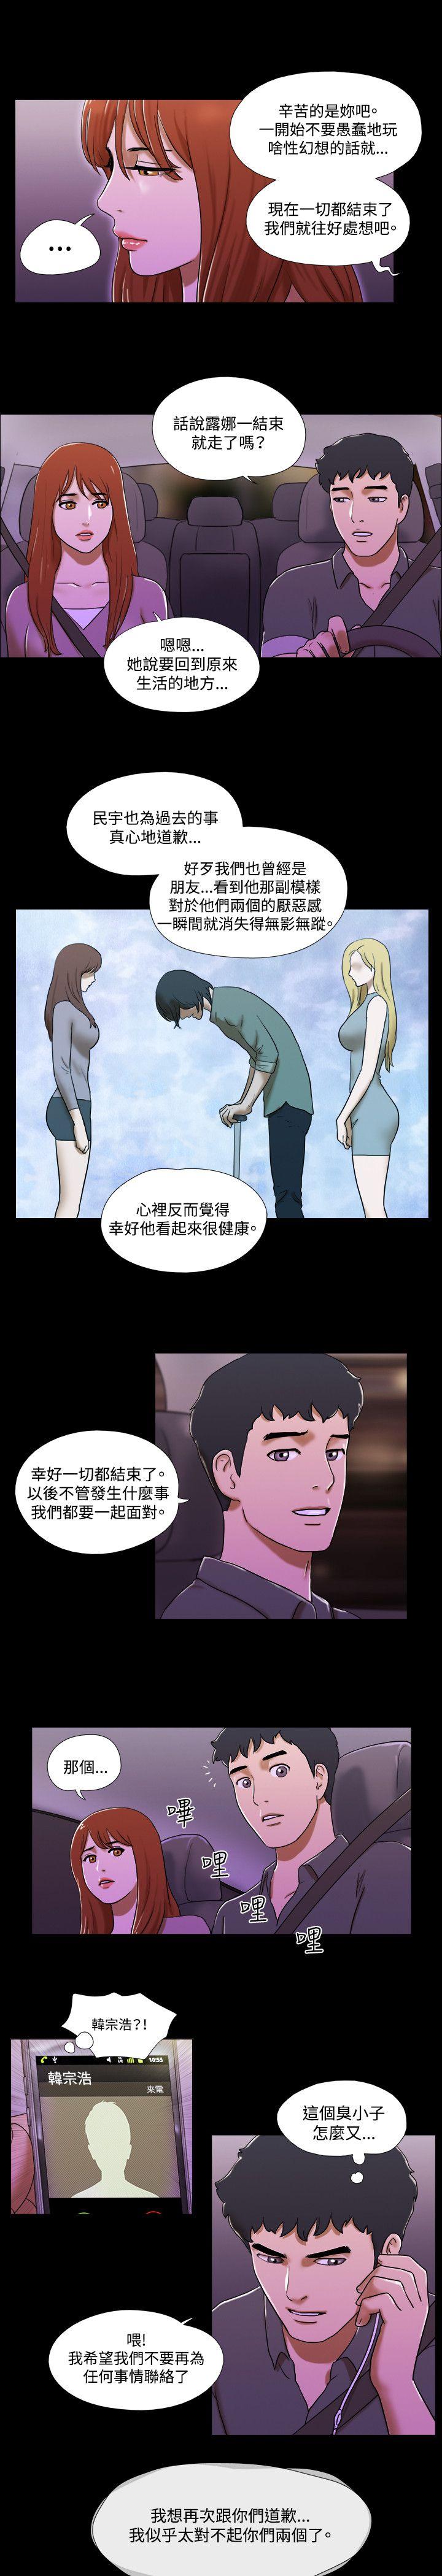 辛苦的是妳吧。
一開始不要愚蠢地玩
啥性幻想的話就...
現在一切都結束了
我們就往好處想吧。
...
話說露娜一結束
就走了嗎？
嗯嗯...
她說要回到原來
生活的地方...
民宇也為過去的事
真心地道歉...
好歹我們也曾經是
朋友...看到他那副模樣
對於他們兩個的厭惡感
一瞬間就消失得無影無蹤。
心裡反而覺得
幸好他看起來很健康。
幸好一切都結束了。
以後不管發生什麼事
我們都要一起面對。
那個...
嗶
哩
哩
哩
韓宗浩？！
10:55
韓宗浩
來電
這個臭小子
怎麼又...
喂！
我希望我們不要再為
任何事情聯絡了
我想再次跟你們道歉...
我似乎太對不起你們兩個了。